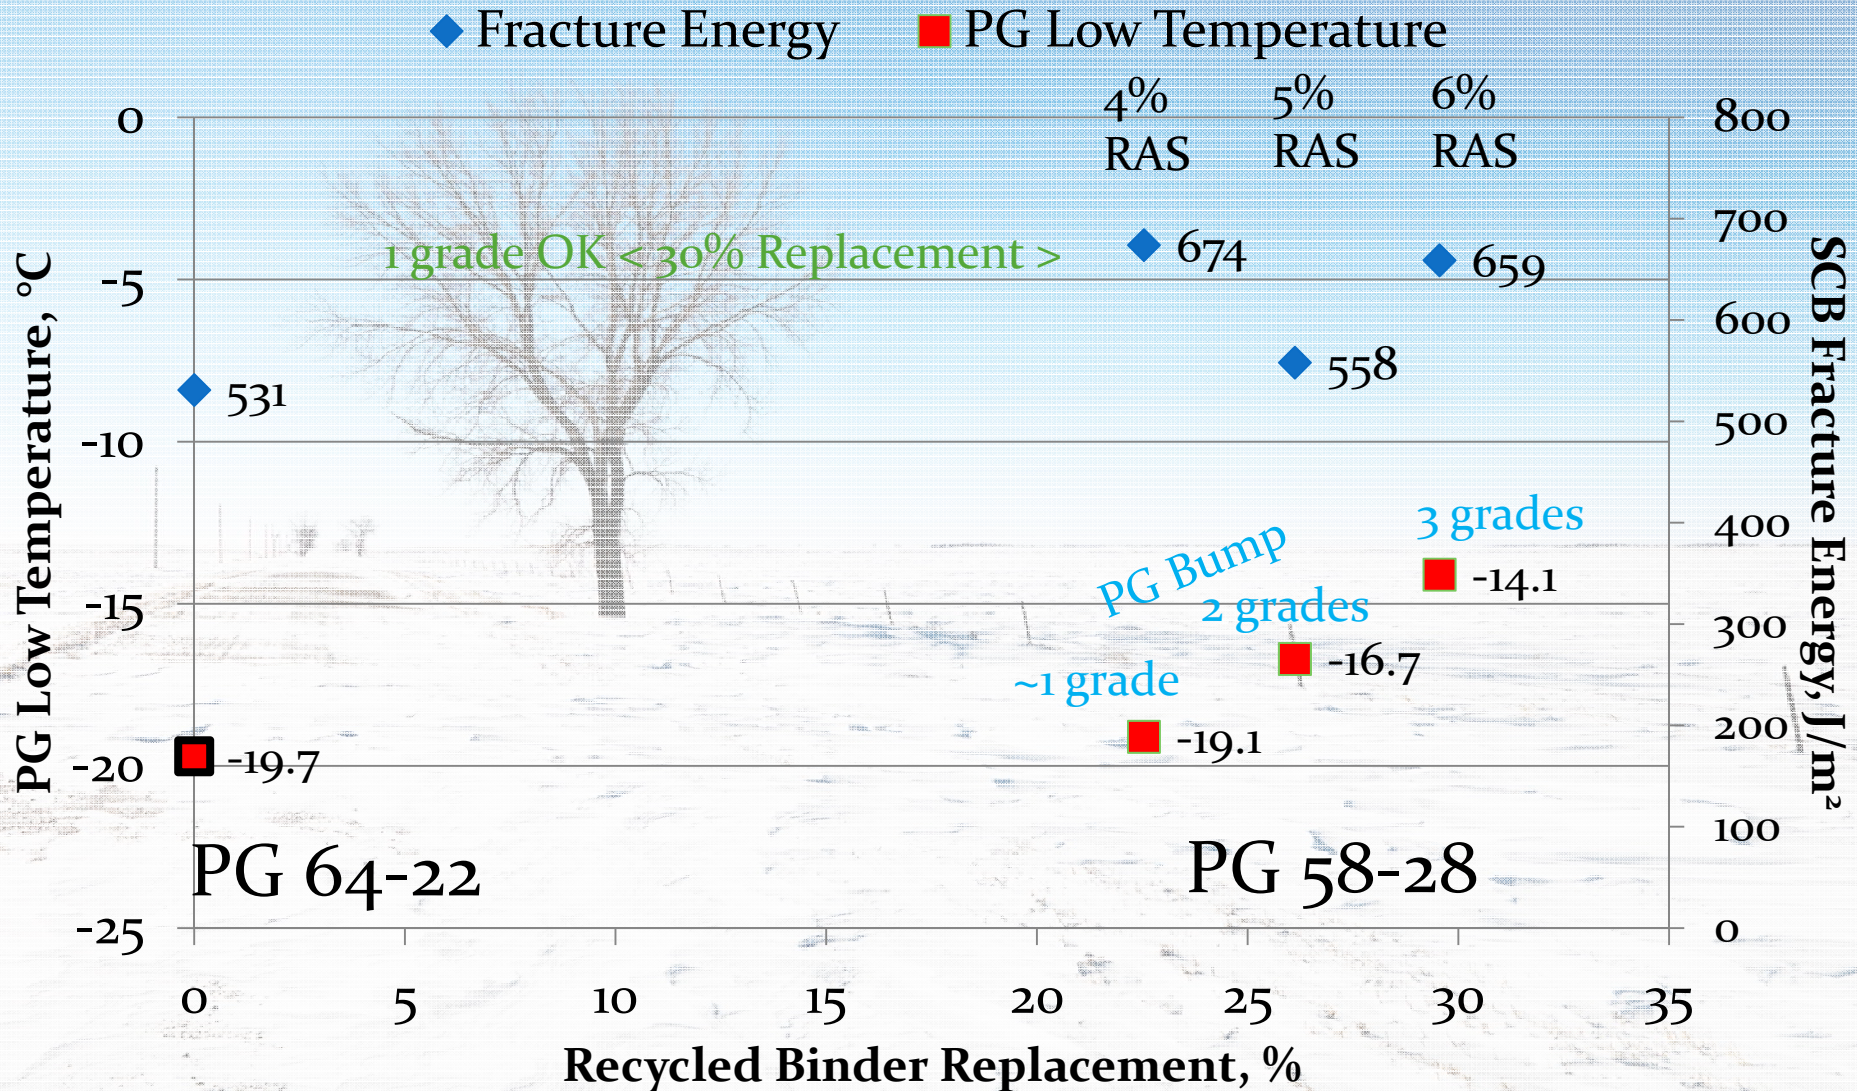 Fracture Energy
PG Low Temperature
4%
RAS
5%
RAS
6%
RAS
0
-5
-10
-15
-20
-25
PG Low Temperature, °C
800
700
600
500
400
300
200
100
0
SCB Fracture Energy, J/m²
1 grade OK < 30% Replacement >
674
659
558
531
3 grades
PG Bump
2 grades
~1 grade
-14.1
-16.7
-19.1
-19.7
PG 64-22
PG 58-28
0
5
10
15
20
25
30
35
Recycled Binder Replacement, %